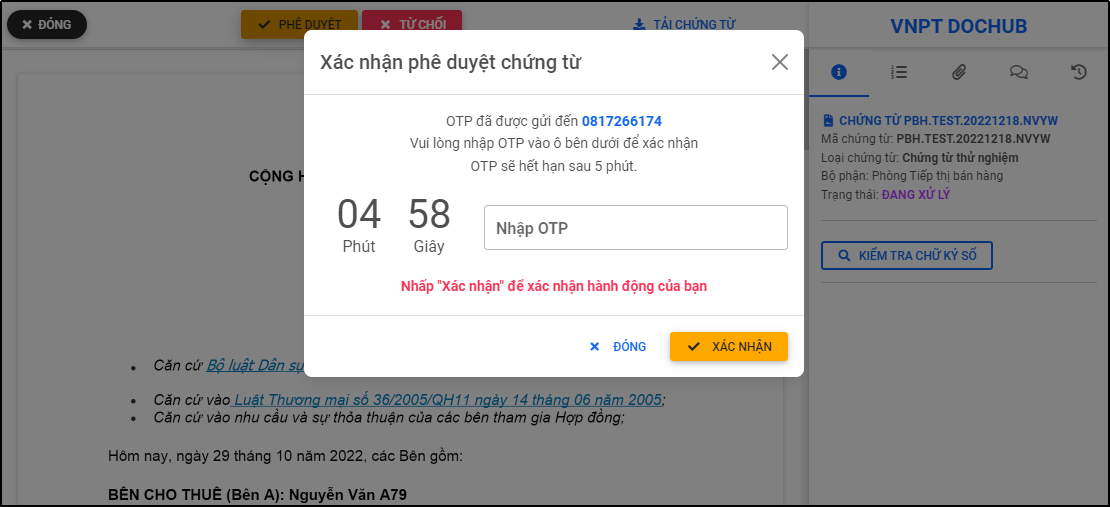 ĐÓNG
PHÊ DUYỆT
TỪ CHỐI
TẢI CHỨNG TỪ
VNPT DOCHUB
Xác nhận phê duyệt chứng từ
OTP đã được gửi đến 0817266174
Vui lòng nhập OTP vào ô bên dưới để xác nhận
OTP sẽ hết hạn sau 5 phút.
04 58
Phút Giây
Nhập OTP
Nhấp "Xác nhận" để xác nhận hành động của bạn
ĐÓNG
XÁC NHẬN
CHỨNG TỪ PBH.TEST.20221218.NVYW
Mã chứng từ: PBH.TEST.20221218.NVYW
Loại chứng từ: Chứng từ thử nghiệm
Bộ phận: Phòng Tiếp thị bán hàng
Trạng thái: ĐANG XỬ LÝ
KIỂM TRA CHỮ KÝ SỐ
CỘNG H
Căn cứ Bộ luật Dân sự
Căn cứ vào Luật Thương mại số 36/2005/QH11 ngày 14 tháng 06 năm 2005;
Căn cứ vào nhu cầu và sự thỏa thuận của các bên tham gia Hợp đồng;
Hôm nay, ngày 29 tháng 10 năm 2022, các Bên gồm:
BÊN CHO THUÊ (Bên A): Nguyễn Văn A79